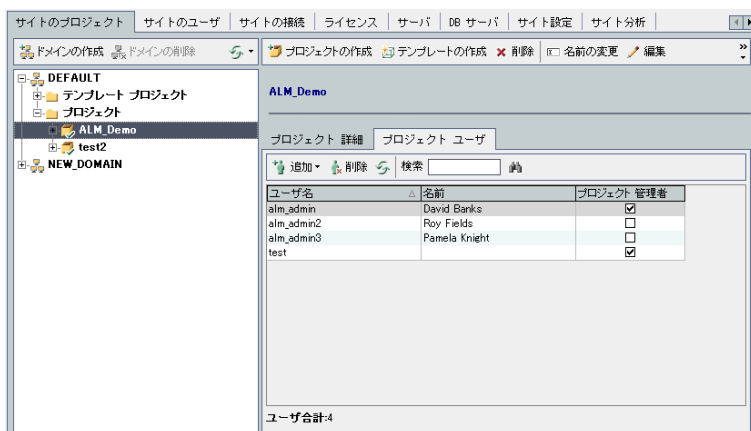 サイトのプロジェクト サイトのユーザ サイトの接続 ライセンス サーバ DB サーバ サイト設定 サイト分析
ドメインの作成 ドメインの削除 プロジェクトの作成 テンプレートの作成 削除 名前の変更 編集
DEFAULT
テンプレート プロジェクト
プロジェクト
ALM_Demo
test2
NEW_DOMAIN
ALM_Demo
プロジェクト 詳細 プロジェクト ユーザ
追加 削除 検索
ユーザ名 名前 プロジェクト 管理者
alm_admin David Banks
alm_admin2 Roy Fields
alm_admin3 Pamela Knight
test
ユーザ合計:4